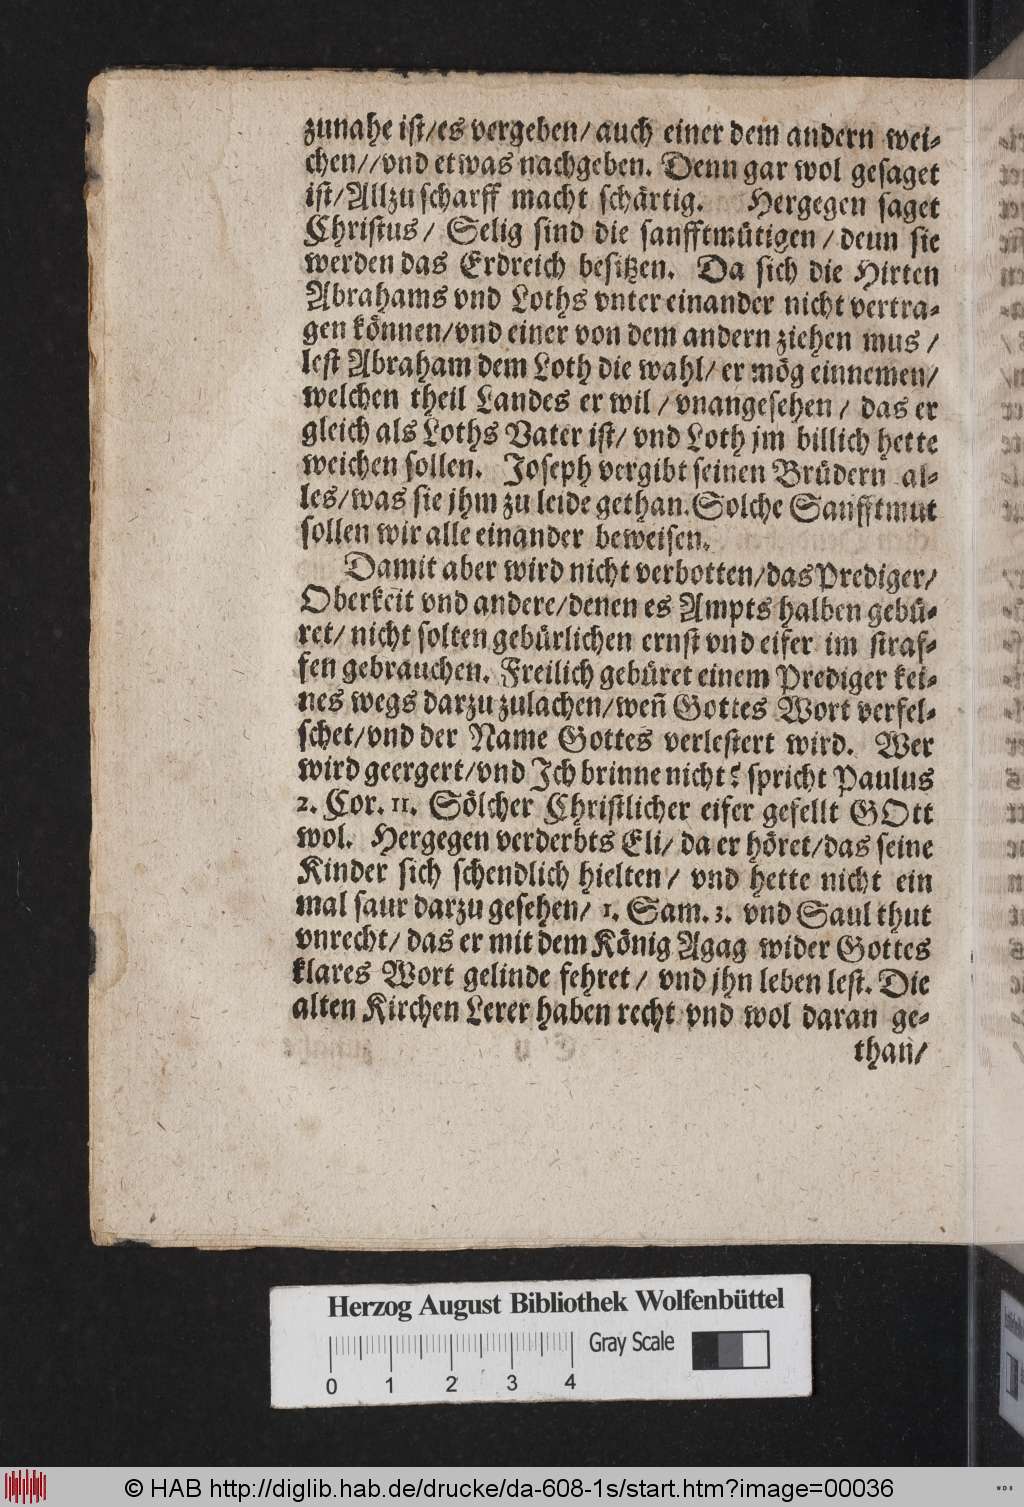 zunahe ist/es vergeben/ auch einer dem andern wei-
chen//vnd etwas nachgeben. Denn gar wol gesaget
ist/Allzu scharff macht schärtig. Hergegen saget
Christus/ Selig sind die sanfftmütigen/ denn sie
werden das Erdreich besitzen. Da sich die Hirten
Abrahams vnd Loths vnter einander nicht vertra-
gen können/vnd einer von dem andern ziehen mus/
lest Abraham dem Loth die wahl/ er mög einnemen/
welchen theil Landes er wil/ vnangesehen/ das er
gleich als Loths Vater ist/ vnd Loth jm billich hette
weichen sollen. Joseph vergibt seinen Brüdern al-
les/was sie jhm zu leide gethan. Solche Sanfftmut
sollen wir alle einander beweisen.
Damit aber wird nicht verbotten/das Prediger/
Oberkeit vnd andere/denen es Ampts halben gebü-
ret/ nicht solten gebürlichen ernst vnd eifer im straf-
fen gebrauchen. Freilich gebüret einem Prediger kei-
nes wegs darzu zulachen/wen̄ Gottes Wort verfel-
schet/vnd der Name Gottes verlestert wird. Wer
wird geergert/vnd Ich brinne nicht? spricht Paulus
2. Cor. 11. Sölcher Christlicher eifer gefellt GOtt
wol. Hergegen verderbts Eli/ da er höret/das seine
Kinder sich schendlich hielten/ vnd hette nicht ein
mal saur darzu gesehen/ 1. Sam. 3. vnd Saul thut
vnrecht/ das er mit dem König Agag wider Gottes
klares Wort gelinde fehret/ vnd jhn leben lest. Die
alten Kirchen Lerer haben recht vnd wol daran ge-
than/
Herzog August Bibliothek Wolfenbüttel
Gray Scale
0 1 2 3 4
© HAB http://diglib.hab.de/drucke/da-608-1s/start.htm?image=00036